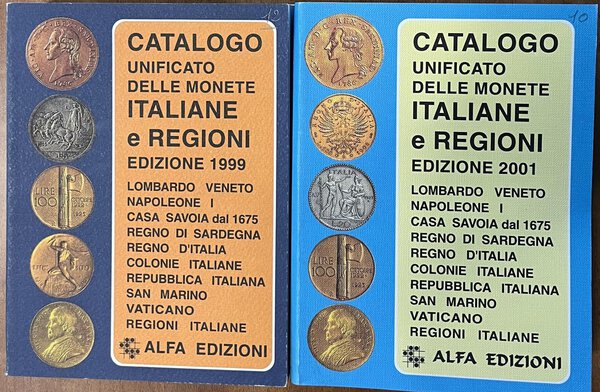 10
CATALOGO
UNIFICATO
DELLE MONETE
ITALIANE
e REGIONI
EDIZIONE 1999
LOMBARDO VENETO
NAPOLEONE I
CASA SAVOIA dal 1675
REGNO DI SARDEGNA
REGNO D'ITALIA
COLONIE ITALIANE
REPUBBLICA ITALIANA
SAN MARINO
VATICANO
REGIONI ITALIANE
ALFA EDIZIONI
LIRE
100
10
CATALOGO
UNIFICATO
DELLE MONETE
ITALIANE
e REGIONI
EDIZIONE 2001
LOMBARDO VENETO
NAPOLEONE I
CASA SAVOIA dal 1675
REGNO DI SARDEGNA
REGNO D'ITALIA
COLONIE ITALIANE
REPUBBLICA ITALIANA
SAN MARINO
VATICANO
REGIONI ITALIANE
ALFA EDIZIONI
1786
ITALIA
LIRE
100